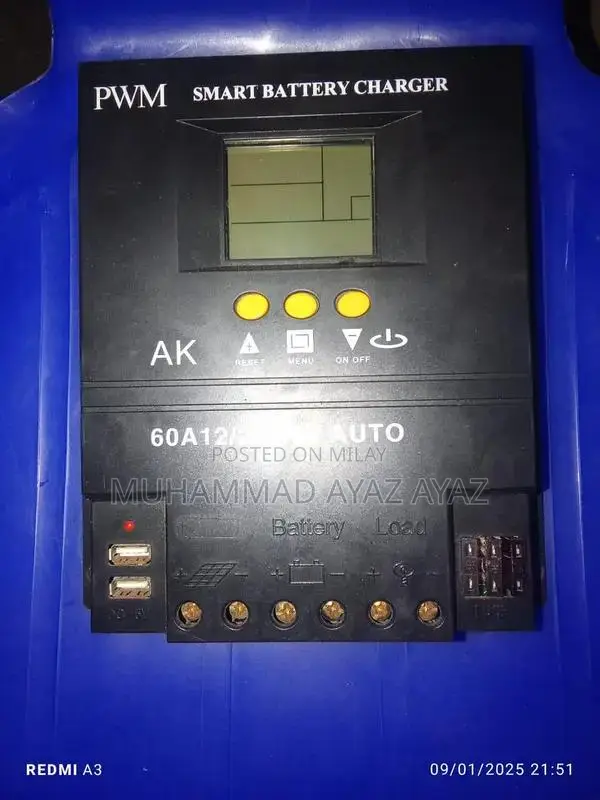 PWM SMART BATTERY CHARGER
AK
RESET MENU ON OFF
60A12/ AUTO
POSTED ON MILAY
MUHAMMAD AYAZ AYAZ
Battery Load
+ - + - + -
REDMI A3
09/01/2025 21:51